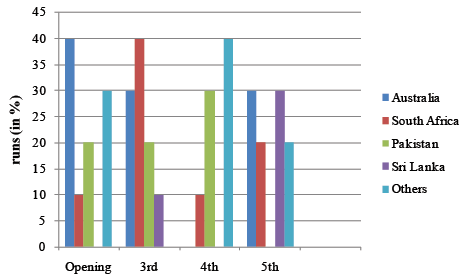 45
40
35
30
25
20
15
10
5
0
runs (in %)
Opening 3rd 4th 5th
Australia
South Africa
Pakistan
Sri Lanka
Others